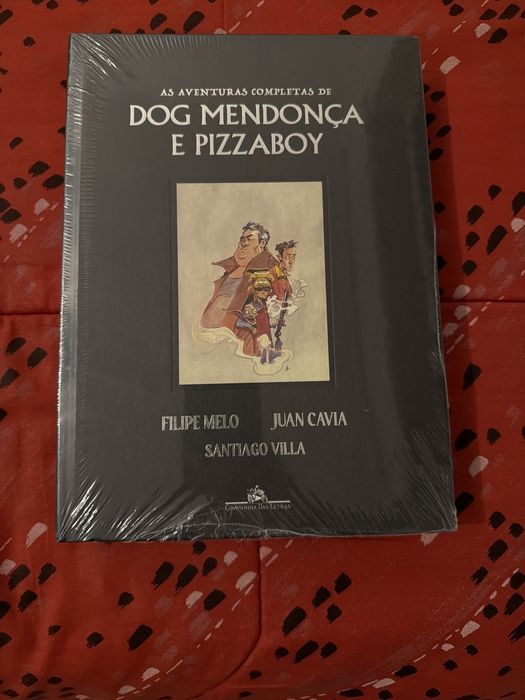 AS AVENTURAS COMPLETAS DE
DOG MENDONÇA
E PIZZABOY
FILIPE MELO JUAN CAVIA
SANTIAGO VILLA
COMPANHIA DAS LETRAS